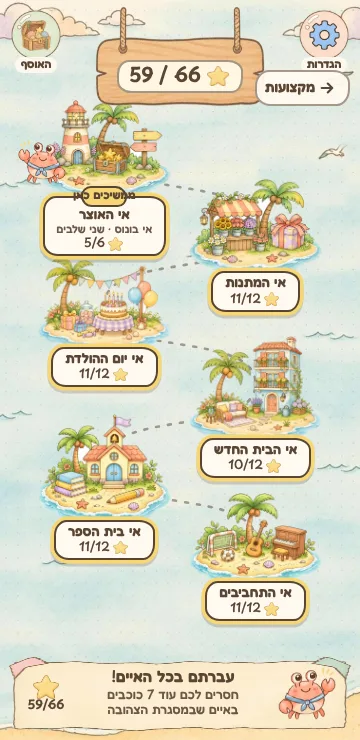 59 / 66
האוסף
הגדרות
מקצועות →
ממשיכים כאן
אי האוצר
אי בונוס · שני שלבים
5/6
אי המתנות
11/12
אי יום ההולדת
11/12
אי הבית החדש
10/12
אי בית הספר
11/12
אי התחביבים
11/12
עברתם בכל האיים!
חסרים לכם עוד 7 כוכבים
באיים שבמסגרת הצהובה
59/66